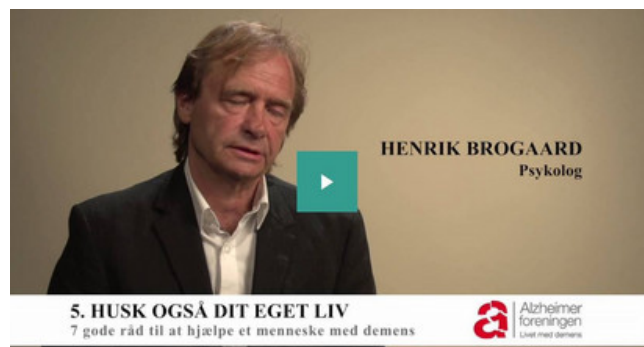 HENRIK BROGAARD
Psykolog
5. HUSK OGSÅ DIT EGET LIV
7 gode råd til at hjælpe et menneske med demens
Alzheimer
foreningen
Livet med demens